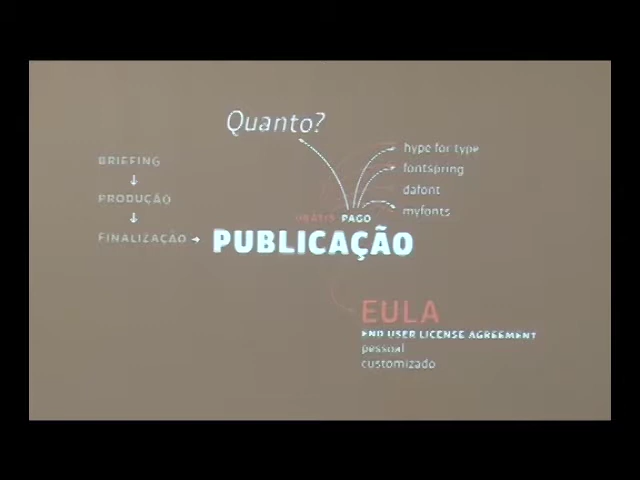 Quanto?
BRIEFING
↓
PRODUÇÃO
↓
FINALIZAÇÃO →
hype for type
fontspring
dafont
myfonts
GRÁTIS PAGO
PUBLICAÇÃO
EULA
END USER LICENSE AGREEMENT
pessoal
customizado